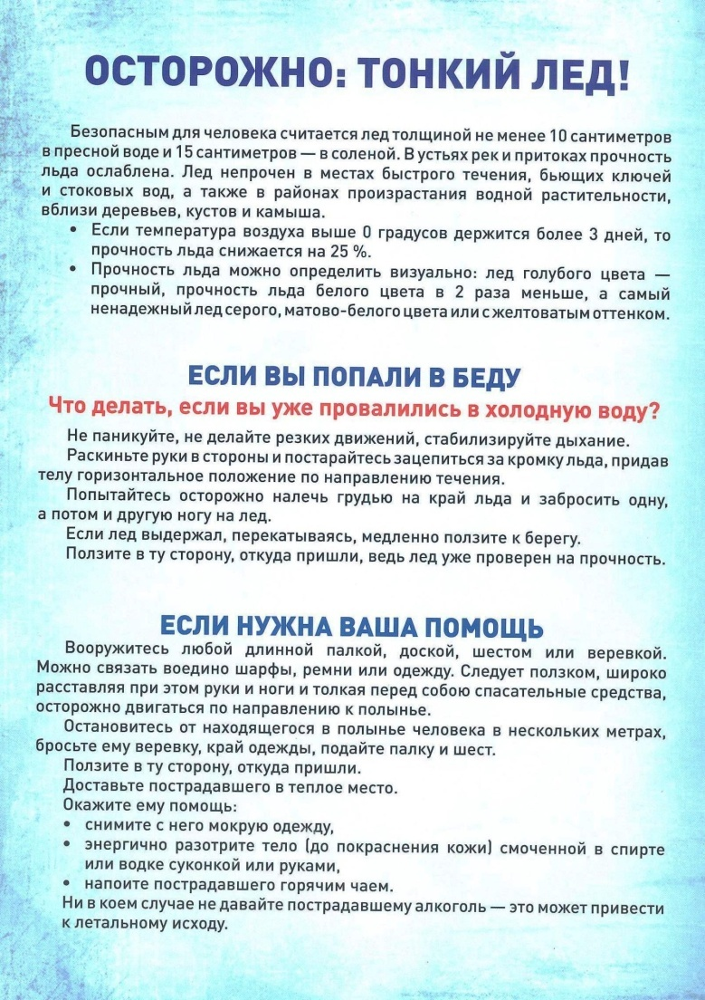 ОСТОРОЖНО: ТОНКИЙ ЛЕД!
Безопасным для человека считается лед толщиной не менее 10 сантиметров
в пресной воде и 15 сантиметров — в соленой. В устьях рек и притоках прочность
льда ослаблена. Лед непрочен в местах быстрого течения, бьющих ключей
и стоковых вод, а также в районах произрастания водной растительности,
вблизи деревьев, кустов и камыша.
• Если температура воздуха выше 0 градусов держится более 3 дней, то
прочность льда снижается на 25 %.
• Прочность льда можно определить визуально: лед голубого цвета —
прочный, прочность льда белого цвета в 2 раза меньше, а самый
ненадежный лед серого, матово-белого цвета или с желтоватым оттенком.
ЕСЛИ ВЫ ПОПАЛИ В БЕДУ
Что делать, если вы уже провалились в холодную воду?
Не паникуйте, не делайте резких движений, стабилизируйте дыхание.
Раскиньте руки в стороны и постарайтесь зацепиться за кромку льда, придав
телу горизонтальное положение по направлению течения.
Попытайтесь осторожно налечь грудью на край льда и забросить одну,
а потом и другую ногу на лед.
Если лед выдержал, перекатываясь, медленно ползите к берегу.
Ползите в ту сторону, откуда пришли, ведь лед уже проверен на прочность.
ЕСЛИ НУЖНА ВАША ПОМОЩЬ
Вооружитесь любой длинной палкой, доской, шестом или веревкой.
Можно связать воедино шарфы, ремни или одежду. Следует ползком, широко
расставляя при этом руки и ноги и толкая перед собою спасательные средства,
осторожно двигаться по направлению к полынье.
Остановитесь от находящегося в полынье человека в нескольких метрах,
бросьте ему веревку, край одежды, подайте палку и шест.
Ползите в ту сторону, откуда пришли.
Доставьте пострадавшего в теплое место.
Окажите ему помощь:
• снимите с него мокрую одежду,
• энергично разотрите тело (до покраснения кожи) смоченной в спирте
или водке суконкой или руками,
• напоите пострадавшего горячим чаем.
Ни в коем случае не давайте пострадавшему алкоголь — это может привести
к летальному исходу.